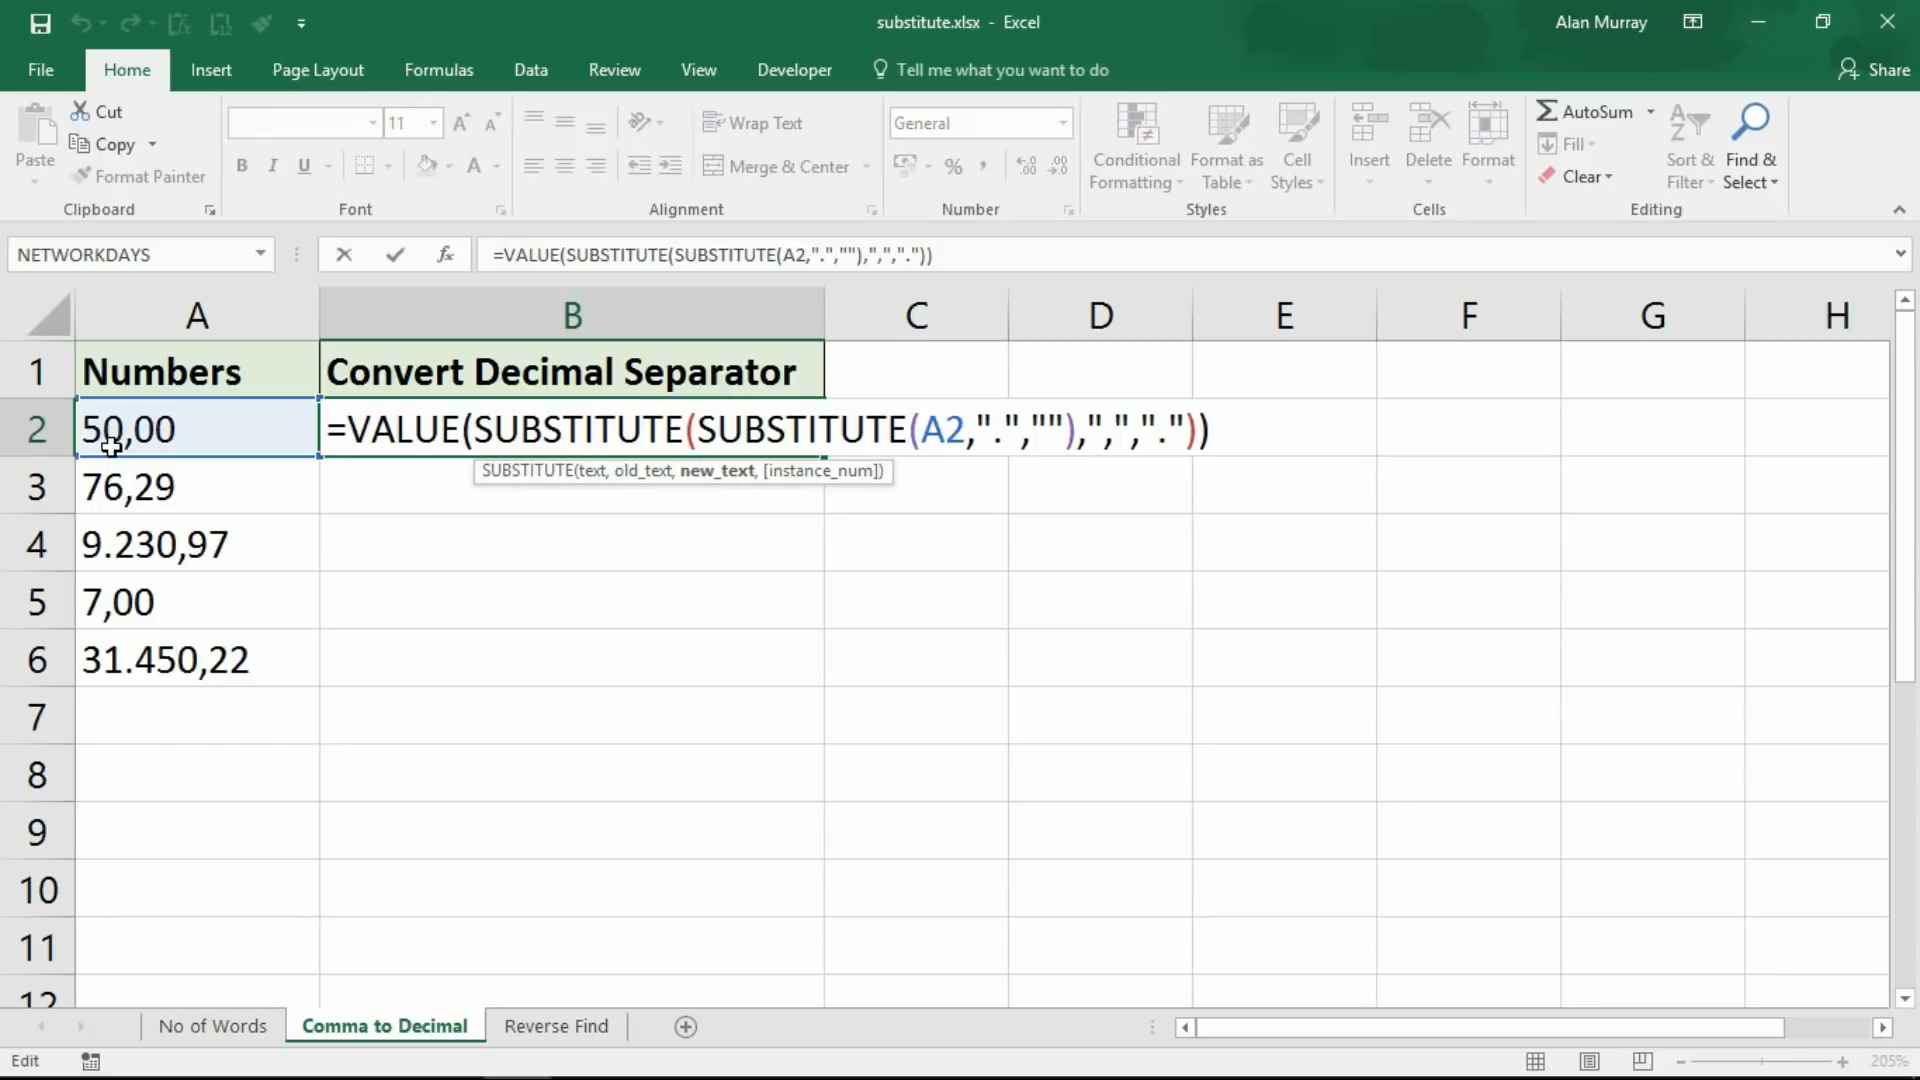 substitute.xlsx - Excel
Alan Murray
File Home Insert Page Layout Formulas Data Review View Developer Tell me what you want to do Share
Paste
Cut
Copy
Format Painter
Clipboard
11
B I U
Font
Wrap Text
Merge & Center
Alignment
General
%
Number
Conditional Formatting
Format as Table
Cell Styles
Styles
Insert
Delete
Format
Cells
AutoSum
Fill
Clear
Sort & Filter
Find & Select
Editing
NETWORKDAYS
fx
=VALUE(SUBSTITUTE(SUBSTITUTE(A2,".",""),",","."))
A B C D E F G H
1 Numbers Convert Decimal Separator
2 50,00 =VALUE(SUBSTITUTE(SUBSTITUTE(A2,".",""),",","."))
SUBSTITUTE(text, old_text, new_text, [instance_num])
3 76,29
4 9.230,97
5 7,00
6 31.450,22
7
8
9
10
11
12
No of Words Comma to Decimal Reverse Find
Edit
205%